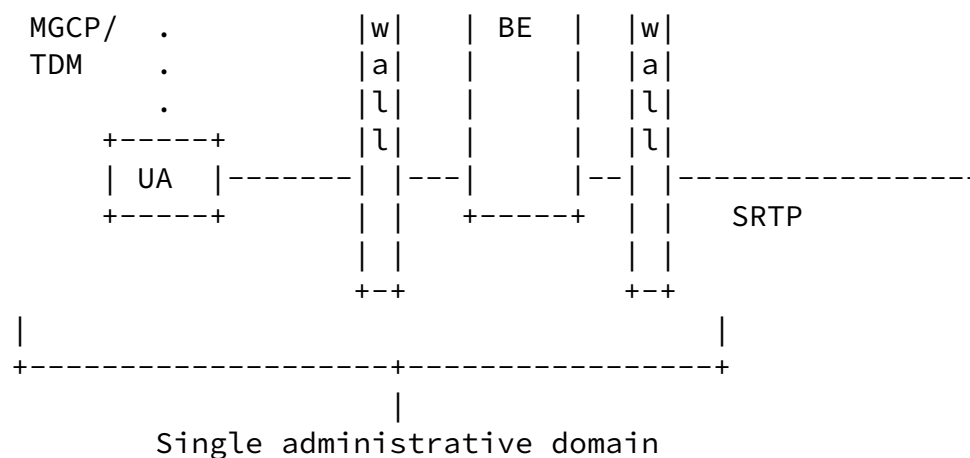 MGCP/  .            |w|  | BE  |  |w|
TDM    .            |a|  |     |  |a|
       .            |l|  |     |  |l|
    +-----+         |l|  |     |  |l|
    | UA  |-------| |---|     |--| |----------------
    +-----+       | |   +-----+  | |   SRTP
                  | |            | |
                  +-+            +-+
|                                     |
+-------------------+-----------------+
                    |
       Single administrative domain